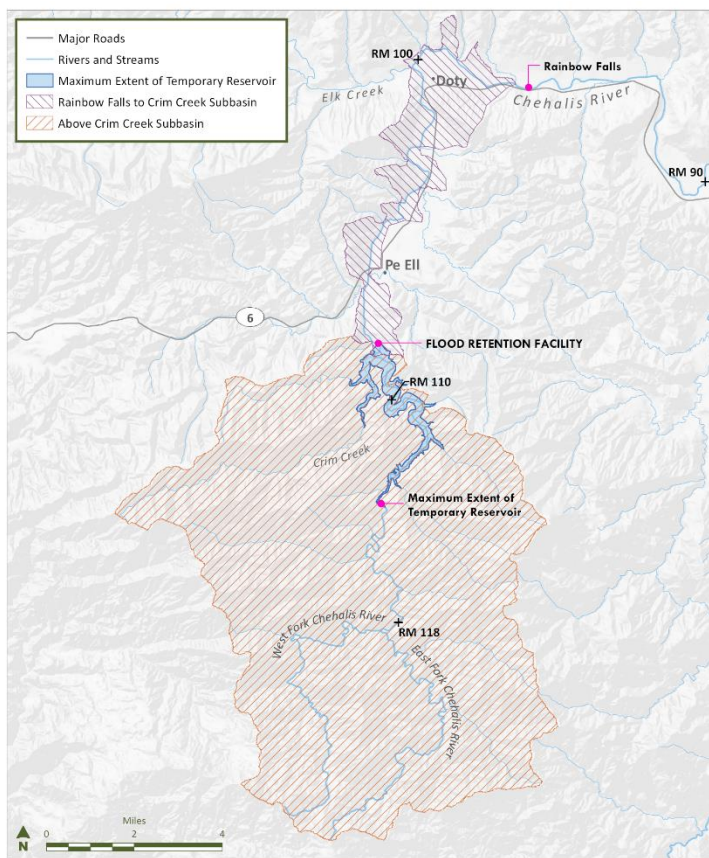 Major Roads
Rivers and Streams
Maximum Extent of Temporary Reservoir
Rainbow Falls to Crim Creek Subbasin
Above Crim Creek Subbasin
RM 100
Rainbow Falls
Doty
Elk Creek
Chehalis River
RM 90
Pe Ell
6
FLOOD RETENTION FACILITY
RM 110
Crim Creek
Maximum Extent of
Temporary Reservoir
West Fork Chehalis River
RM 118
East Fork Chehalis River
Miles
N
0 2 4